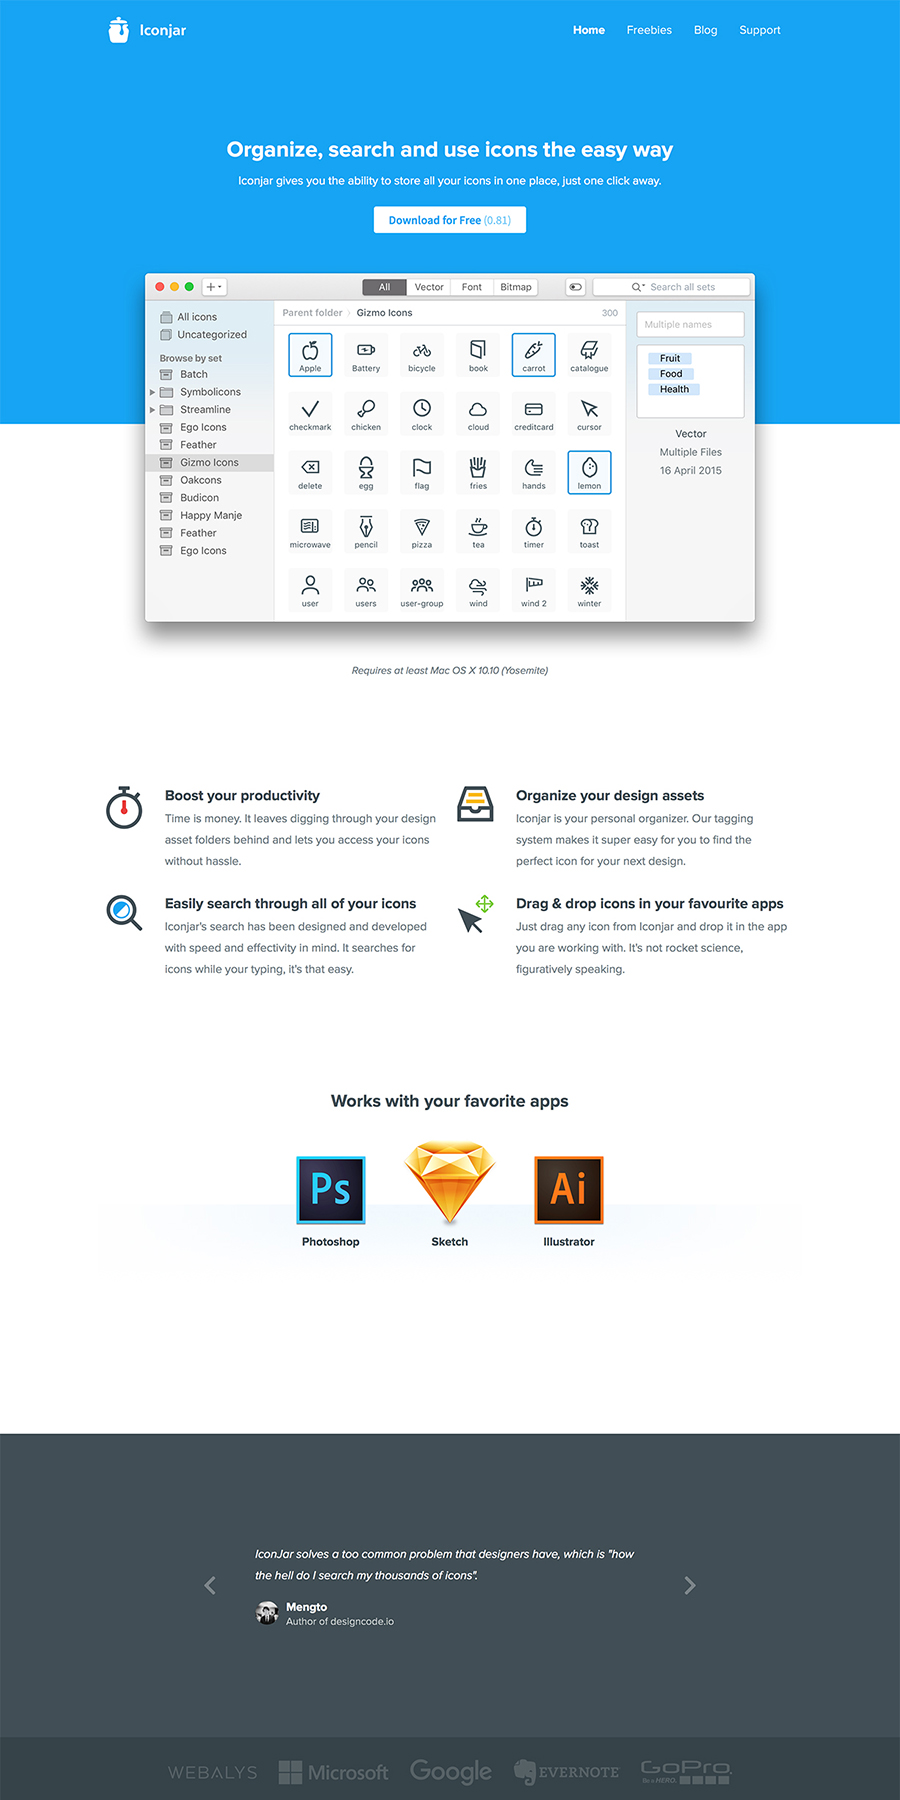 Iconjar
Home Freebies Blog Support
Organize, search and use icons the easy way
Iconjar gives you the ability to store all your icons in one place, just one click away.
Download for Free (0.81)
All Vector Font Bitmap
Search all sets
All icons
Uncategorized
Browse by set
Batch
Symbolicons
Streamline
Ego Icons
Feather
Gizmo Icons
Oakcons
Budicon
Happy Manje
Feather
Ego Icons
Parent folder Gizmo Icons 300
Apple Battery bicycle book carrot catalogue
checkmark chicken clock cloud creditcard cursor
delete egg flag fries hands lemon
microwave pencil pizza tea timer toast
user users user-group wind wind 2 winter
Multiple names
Fruit
Food
Health
Vector
Multiple Files
16 April 2015
Requires at least Mac OS X 10.10 (Yosemite)
Boost your productivity
Time is money. It leaves digging through your design
asset folders behind and lets you access your icons
without hassle.
Organize your design assets
Iconjar is your personal organizer. Our tagging
system makes it super easy for you to find the
perfect icon for your next design.
Easily search through all of your icons
Iconjar's search has been designed and developed
with speed and effectivity in mind. It searches for
icons while your typing, it's that easy.
Drag & drop icons in your favourite apps
Just drag any icon from Iconjar and drop it in the app
you are working with. It's not rocket science,
figuratively speaking.
Works with your favorite apps
Ps Ai
Photoshop Sketch Illustrator
IconJar solves a too common problem that designers have, which is "how
the hell do I search my thousands of icons".
Mengto
Author of designcode.io
WEBALYS Microsoft Google EVERNOTE GoPro
Be a HERO.